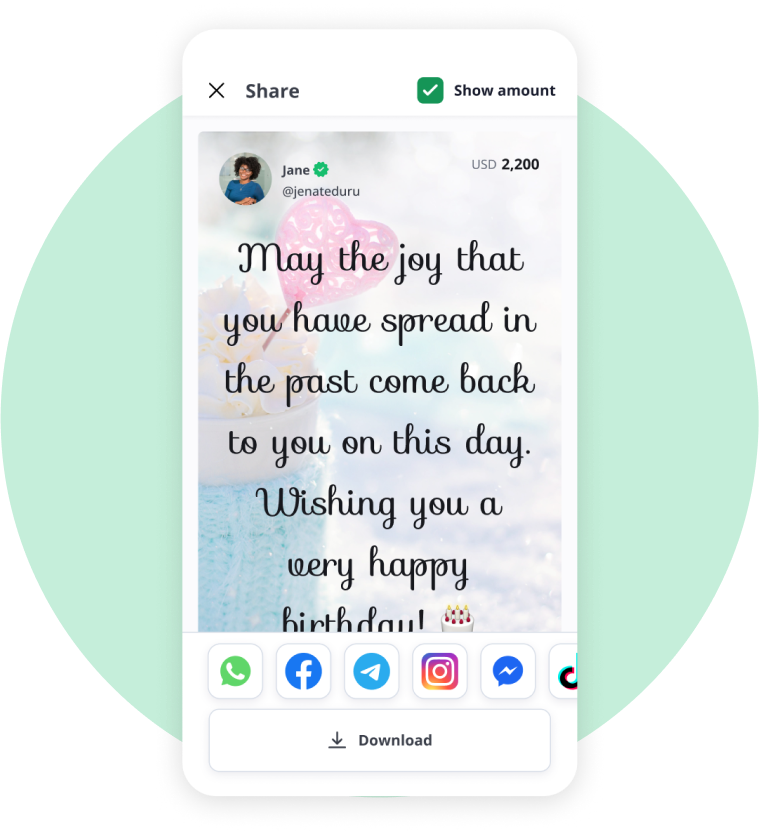 Share
Show amount
Jane
USD 2,200
@jenateduru
May the joy that
you have spread in
the past come back
to you on this day.
Wishing you a
very happy
birthday! 🎂
Download